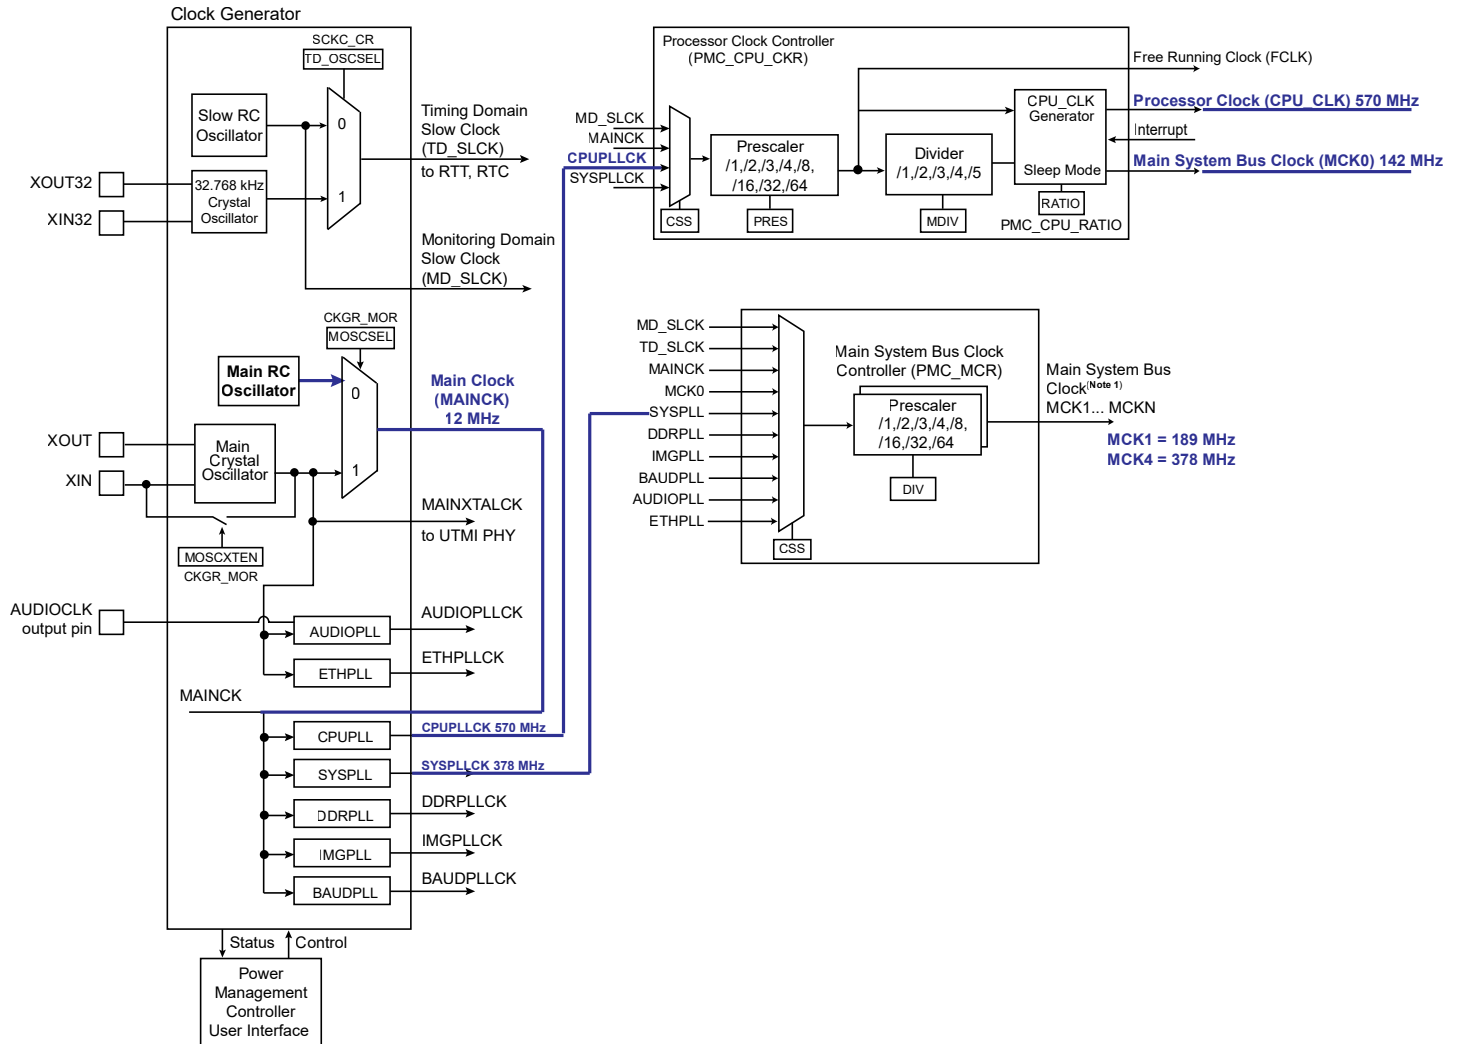 Clock Generator
SCKC_CR
TD_OSCSEL
Slow RC
Oscillator
0
Timing Domain
Slow Clock
(TD_SLCK)
to RTT, RTC
XOUT32
XIN32
32.768 kHz
Crystal
Oscillator
1
Monitoring Domain
Slow Clock
(MD_SLCK)
CKGR_MOR
MOSCSEL
Main RC
Oscillator
0
Main Clock
(MAINCK)
12 MHz
XOUT
XIN
Main
Crystal
Oscillator
1
MAINXTALCK
to UTMI PHY
MOSCXTEN
CKGR_MOR
AUDIOCLK
output pin
AUDIOPLL
AUDIOPLLCK
ETHPLL
ETHPLLCK
MAINCK
CPUPLL
CPUPLLCK 570 MHz
SYSPLL
SYSPLLCK 378 MHz
DDRPLL
DDRPLLCK
IMGPLL
IMGPLLCK
BAUDPLL
BAUDPLLCK
Status
Control
Power
Management
Controller
User Interface
Processor Clock Controller
(PMC_CPU_CKR)
MD_SLCK
MAINCK
CPUPLLCK
SYSPLLCK
CSS
Prescaler
/1,/2,/3,/4,/8,
/16,/32,/64
PRES
Divider
/1,/2,/3,/4,/5
MDIV
CPU_CLK
Generator
Sleep Mode
RATIO
PMC_CPU_RATIO
Free Running Clock (FCLK)
Processor Clock (CPU_CLK) 570 MHz
Interrupt
Main System Bus Clock (MCK0) 142 MHz
MD_SLCK
TD_SLCK
MAINCK
MCK0
SYSPLL
DDRPLL
IMGPLL
BAUDPLL
AUDIOPLL
ETHPLL
CSS
Main System Bus Clock
Controller (PMC_MCR)
Prescaler
/1,/2,/3,/4,/8,
/16,/32,/64
DIV
Main System Bus
Clock(Note 1)
MCK1... MCKN
MCK1 = 189 MHz
MCK4 = 378 MHz